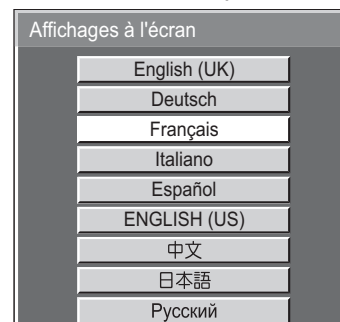 Affichages à l'écran
English (UK)
Deutsch
Français
Italiano
Español
ENGLISH (US)
中文
日本語
Русский